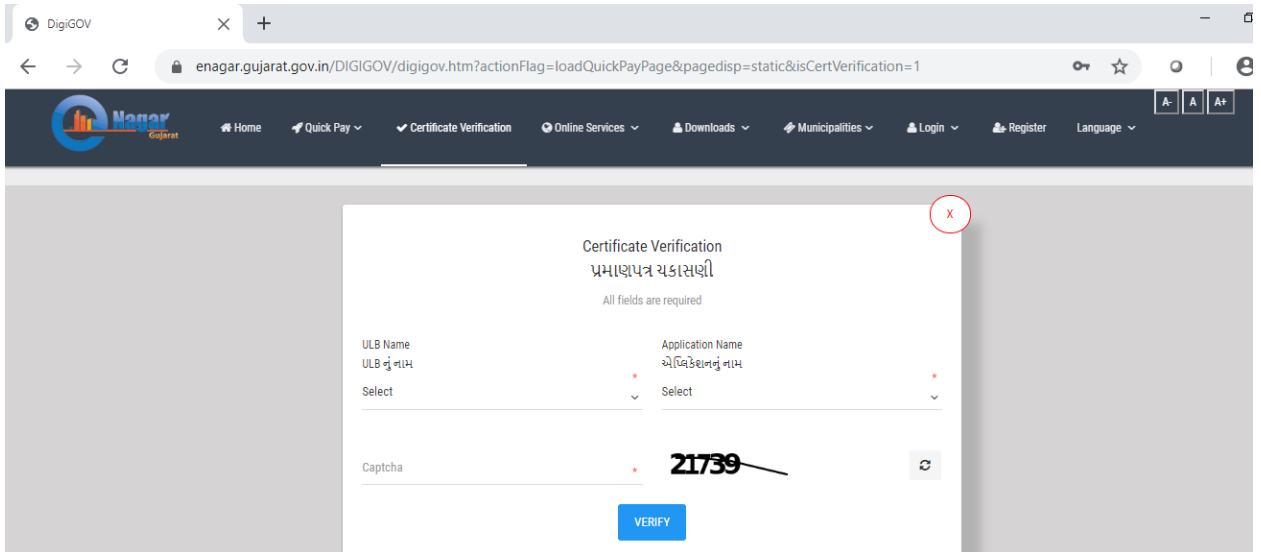 DigiGOV
enagar.gujarat.gov.in/DIGIGOV/digigov.htm?actionFlag=loadQuickPayPage&pagedisp=static&isCertVerification=1
A- A A+
Nagar Gujarat
Home Quick Pay Certificate Verification Online Services Downloads Municipalities Login Register Language
X
Certificate Verification
પ્રમાણપત્ર ચકાસણી
All fields are required
ULB Name Application Name
ULB નું નામ એપ્લિકેશનનું નામ
* *
Select Select
Captcha * 21739
VERIFY